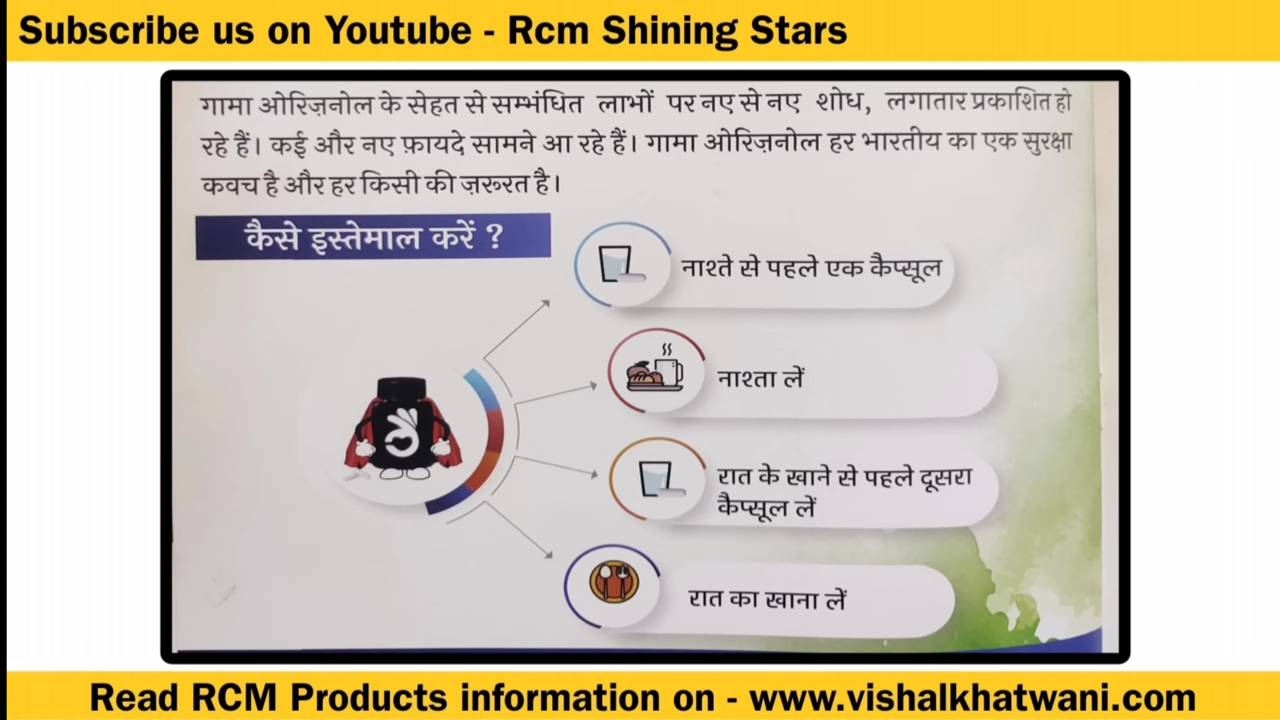 Subscribe us on Youtube - Rcm Shining Stars
गामा ओरिज़नोल के सेहत से सम्भंधित लाभों पर नए से नए शोध, लगातार प्रकाशित हो
रहे हैं। कई और नए फ़ायदे सामने आ रहे हैं। गामा ओरिज़नोल हर भारतीय का एक सुरक्षा
कवच है और हर किसी की ज़रूरत है।
कैसे इस्तेमाल करें ?
नाश्ते से पहले एक कैप्सूल
नाश्ता लें
रात के खाने से पहले दूसरा
कैप्सूल लें
रात का खाना लें
Read RCM Products information on - www.vishalkhatwani.com